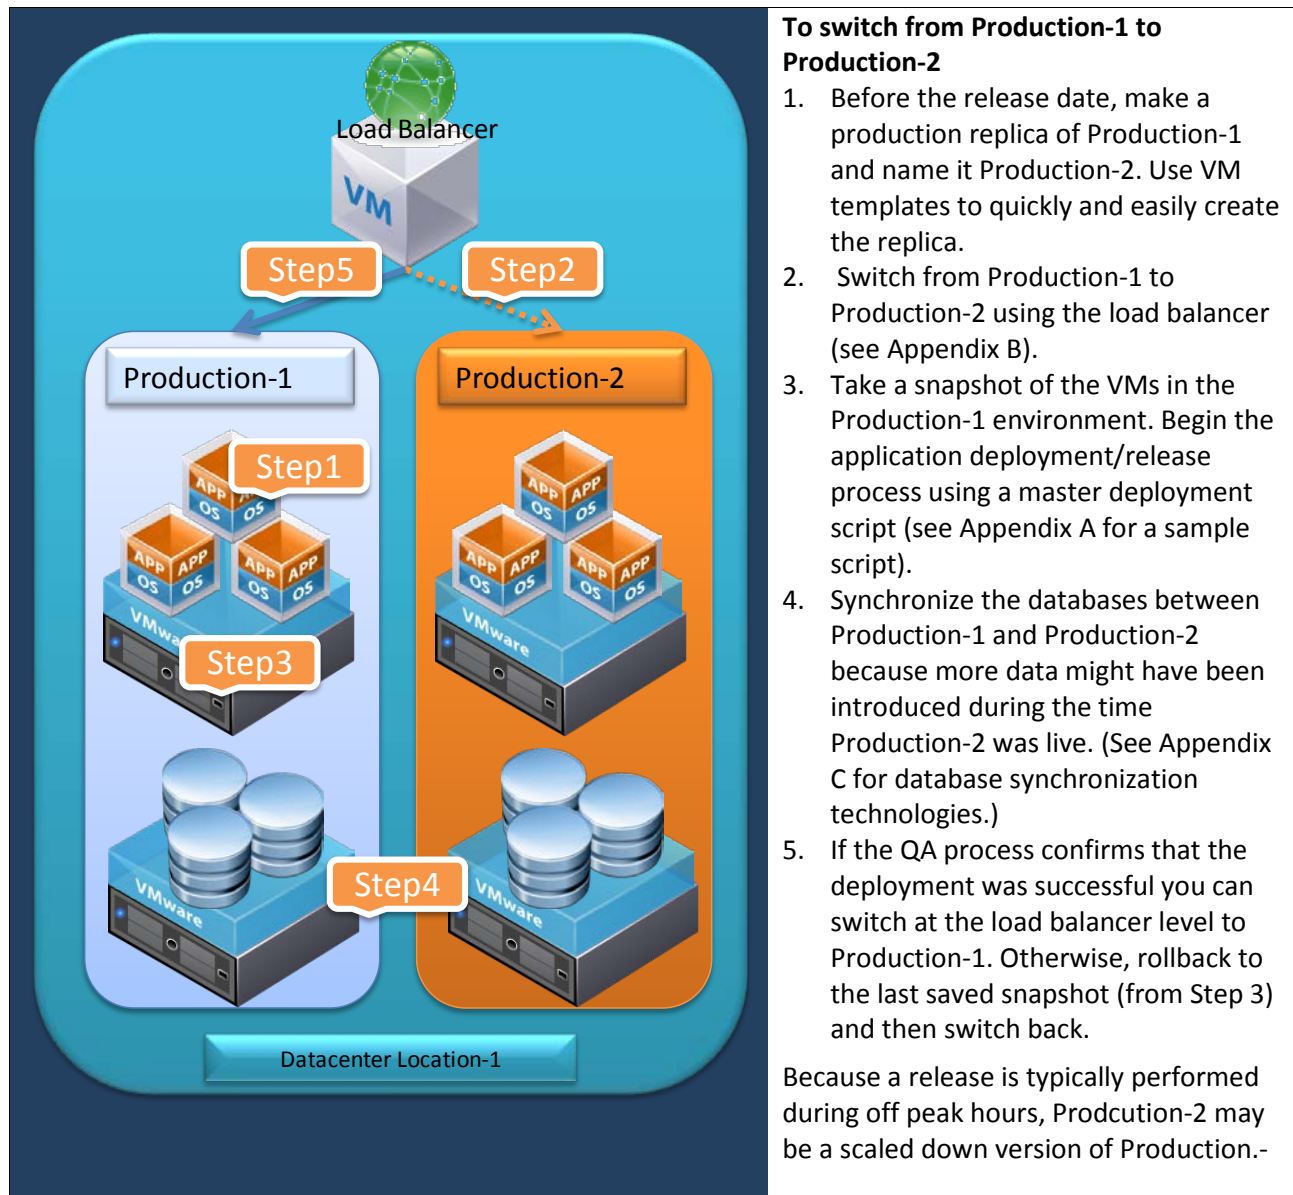 Load Balancer
VM
Step5
Step2
Production-1
Production-2
Step1
APP
APP
OS
OS
APP
APP
OS
OS
APP
APP
OS
OS
VMware
Step3
APP
APP
OS
OS
APP
APP
OS
OS
APP
APP
OS
OS
VMware
VMware
Step4
VMware
Datacenter Location-1
To switch from Production-1 to
Production-2
1. Before the release date, make a
production replica of Production-1
and name it Production-2. Use VM
templates to quickly and easily create
the replica.
2. Switch from Production-1 to
Production-2 using the load balancer
(see Appendix B).
3. Take a snapshot of the VMs in the
Production-1 environment. Begin the
application deployment/release
process using a master deployment
script (see Appendix A for a sample
script).
4. Synchronize the databases between
Production-1 and Production-2
because more data might have been
introduced during the time
Production-2 was live. (See Appendix
C for database synchronization
technologies.)
5. If the QA process confirms that the
deployment was successful you can
switch at the load balancer level to
Production-1. Otherwise, rollback to
the last saved snapshot (from Step 3)
and then switch back.
Because a release is typically performed
during off peak hours, Prodcution-2 may
be a scaled down version of Production.-